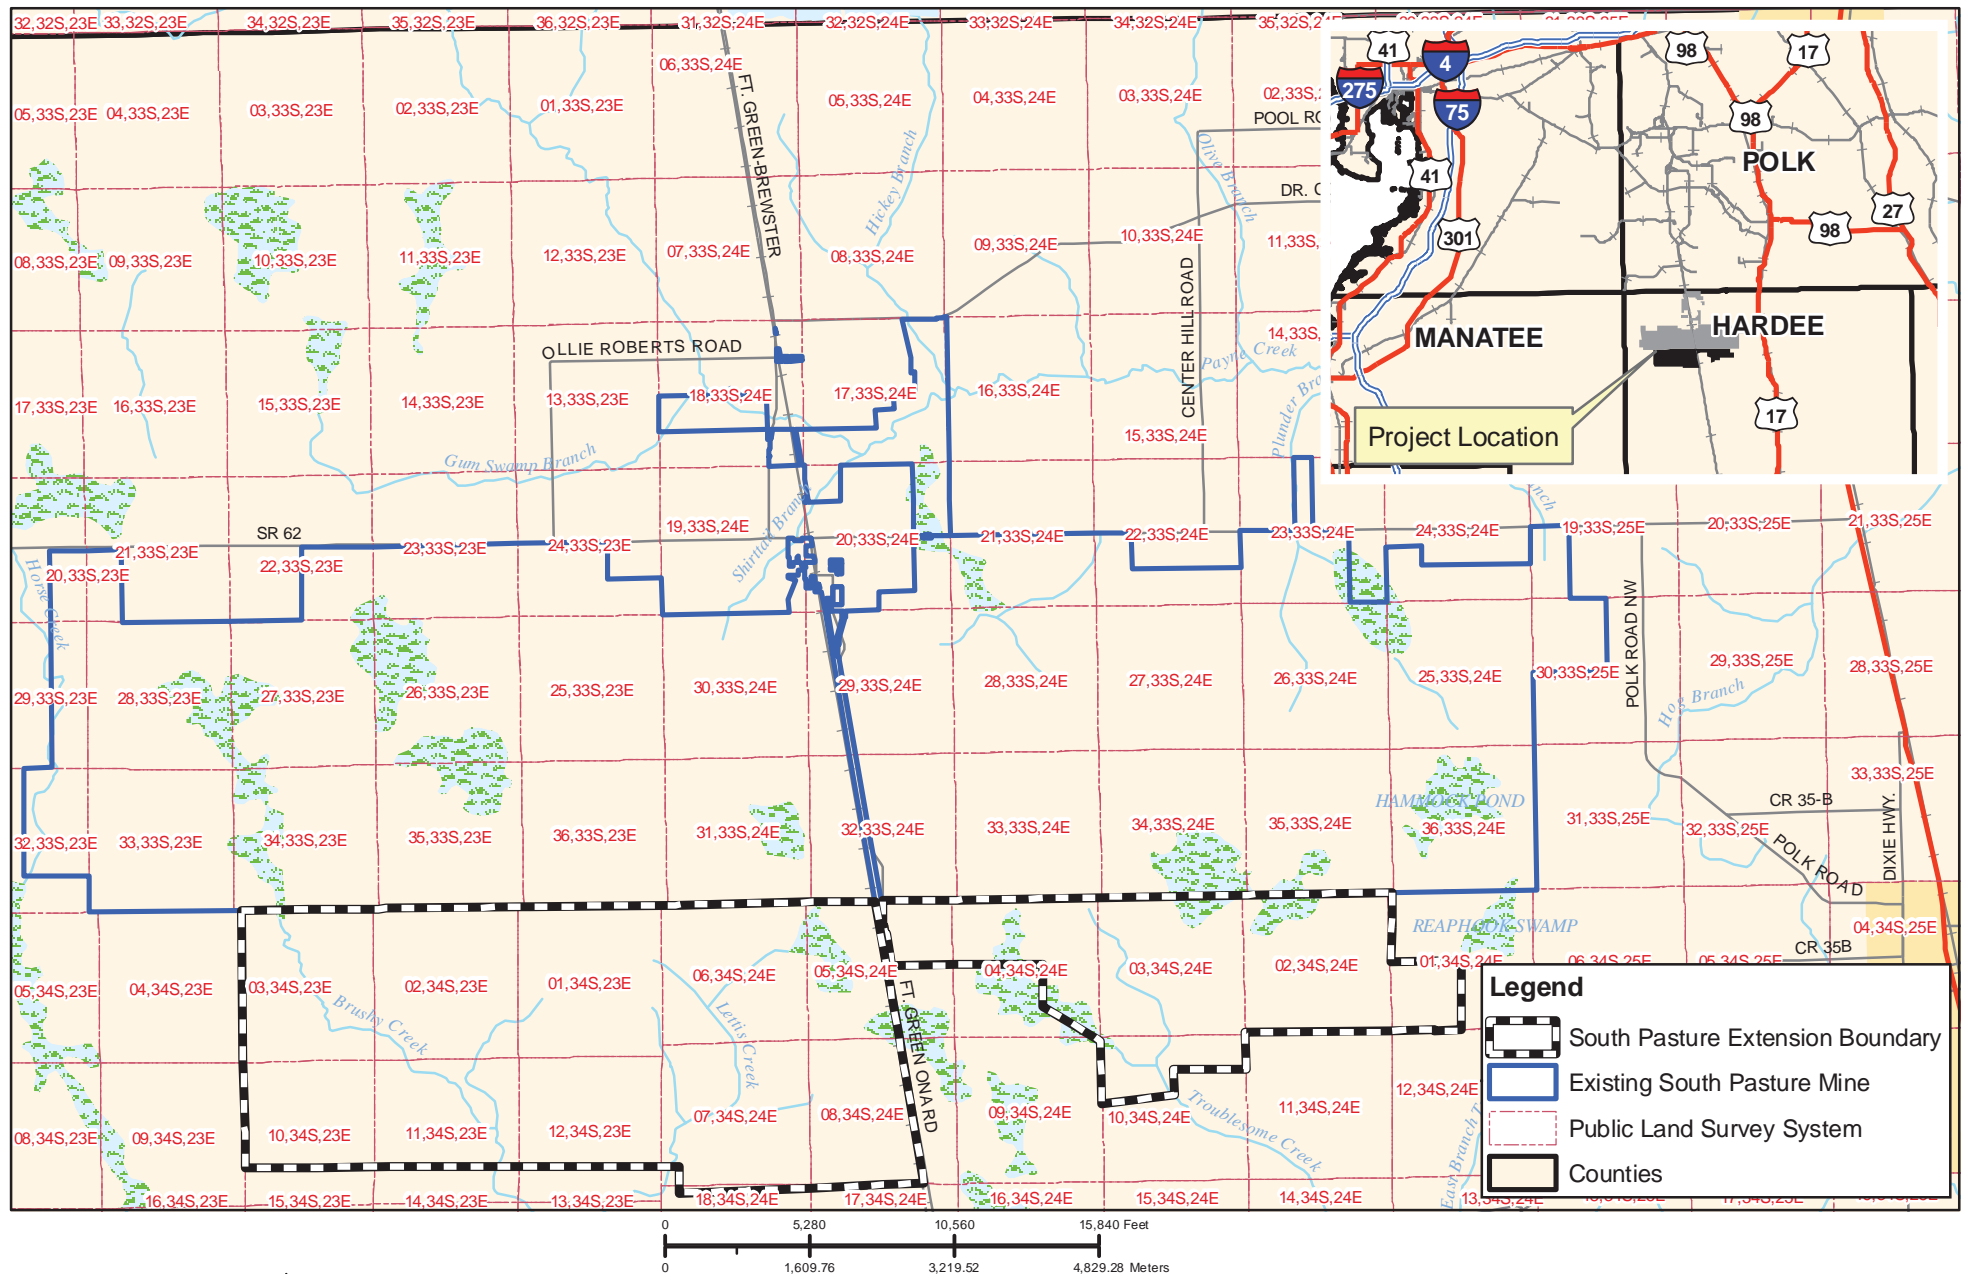 32,32S,23E 33,32S,23E 34,32S,23E 35,32S,23E 36,32S,23E 31,32S,24E 32,32S,24E 33,32S,24E 34,32S,24E
06,33S,24E
05,33S,23E 04,33S,23E 03,33S,23E 02,33S,23E 01,33S,23E 05,33S,24E 04,33S,24E 03,33S,24E
POOL
FT. GREEN-BREWSTER
Hickey Branch
Olive Branch
DR.
08,33S,23E 09,33S,23E 10,33S,23E 11,33S,23E 12,33S,23E 07,33S,24E 08,33S,24E 09,33S,24E 10,33S,24E
OLLIE ROBERTS ROAD
CENTER HILL ROAD
Payne Creek
Plunder
17,33S,23E 16,33S,23E 15,33S,23E 14,33S,23E 13,33S,23E 18,33S,24E 17,33S,24E 16,33S,24E
15,33S,24E
Gum Swamp Branch
Shirttail Branch
SR 62
19,33S,24E
21,33S,23E 22,33S,23E 23,33S,23E 24,33S,23E 20,33S,24E 21,33S,24E 22,33S,24E 23,33S,24E 24,33S,24E 19,33S,25E 20,33S,25E 21,33S,25E
20,33S,23E
Horse Creek
POLK ROAD NW
29,33S,23E 28,33S,23E 27,33S,23E 26,33S,23E 25,33S,23E 30,33S,24E 29,33S,24E 28,33S,24E 27,33S,24E 26,33S,24E 25,33S,24E 30,33S,25E 29,33S,25E 28,33S,25E
Hog Branch
33,33S,25E
HAMMOCK POND
CR 35-B
32,33S,23E 33,33S,23E 34,33S,23E 35,33S,23E 36,33S,23E 31,33S,24E 32,33S,24E 33,33S,24E 34,33S,24E 35,33S,24E 36,33S,24E 31,33S,25E 32,33S,25E
DIXIE HWY.
POLK ROAD
REAPHOOK SWAMP
04,34S,25E
CR 35B
05,34S,23E 04,34S,23E 03,34S,23E 02,34S,23E 01,34S,23E 06,34S,24E 05,34S,24E 04,34S,24E 03,34S,24E 02,34S,24E 01,34S,24E 06,34S,25E 05,34S,25E
Brushy Creek
Lettis Creek
FT. GREEN ONA RD
08,34S,23E 09,34S,23E 10,34S,23E 11,34S,23E 12,34S,23E 07,34S,24E 08,34S,24E 09,34S,24E 10,34S,24E 11,34S,24E 12,34S,24E
Troublesome Creek
East Branch
16,34S,23E 15,34S,23E 14,34S,23E 13,34S,23E 18,34S,24E 17,34S,24E 16,34S,24E 15,34S,24E 14,34S,24E
41 4 98 17
275 75 98
41 POLK
301 98 27
MANATEE HARDEE
17
Project Location
Legend
South Pasture Extension Boundary
Existing South Pasture Mine
Public Land Survey System
Counties
0 5,280 10,560 15,840 Feet
0 1,609.76 3,219.52 4,829.28 Meters